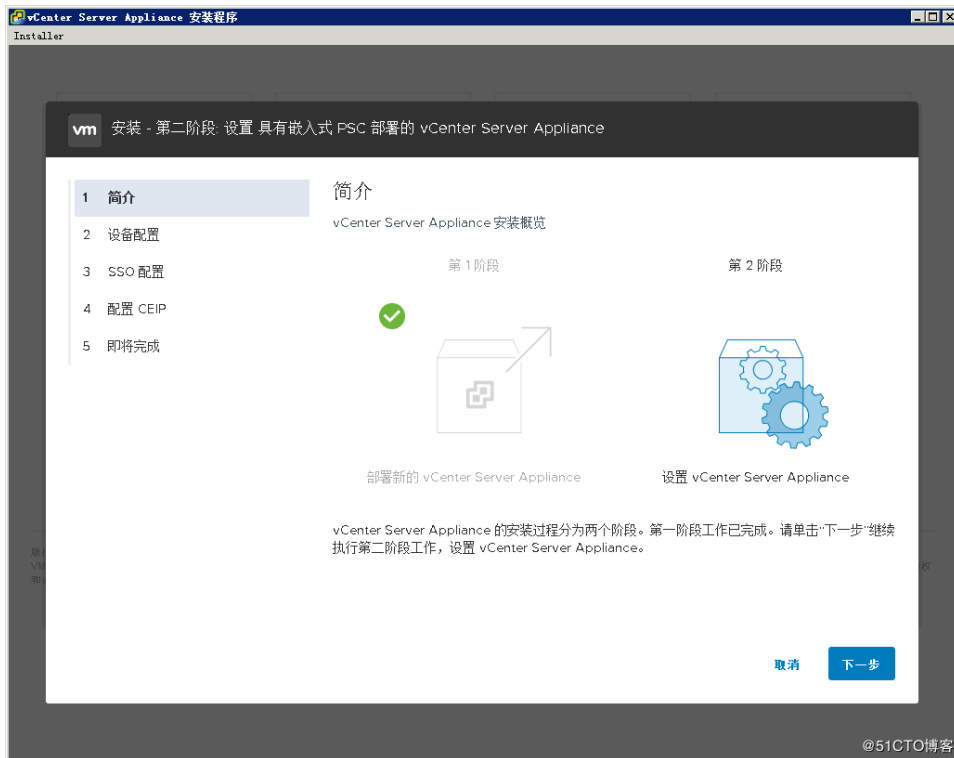 vCenter Server Appliance 安装程序
Installer
vm 安装 - 第二阶段: 设置 具有嵌入式 PSC 部署的 vCenter Server Appliance
1 简介
2 设备配置
3 SSO 配置
4 配置 CEIP
5 即将完成
简介
vCenter Server Appliance 安装概览
第 1 阶段
第 2 阶段
部署新的 vCenter Server Appliance
设置 vCenter Server Appliance
vCenter Server Appliance 的安装过程分为两个阶段。第一阶段工作已完成。请单击“下一步”继续
执行第二阶段工作，设置 vCenter Server Appliance。
取消
下一步
@51CTO博客